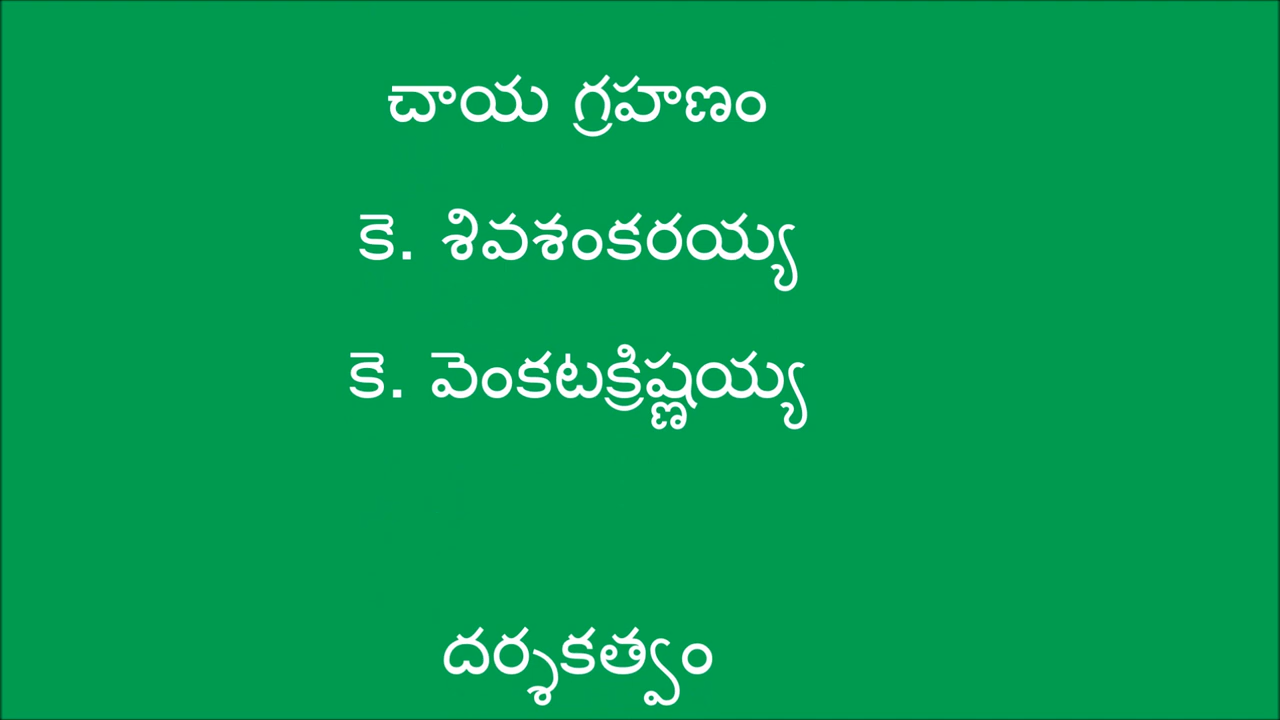 చాయ గ్రహణం
కె. శివశంకరయ్య
కె. వెంకటక్రిష్ణయ్య
దర్శకత్వం